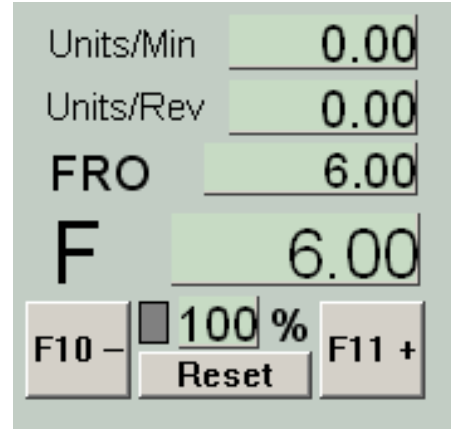 Units/Min 0.00
Units/Rev 0.00
FRO 6.00
F 6.00
F10 – 100 % F11 +
Reset